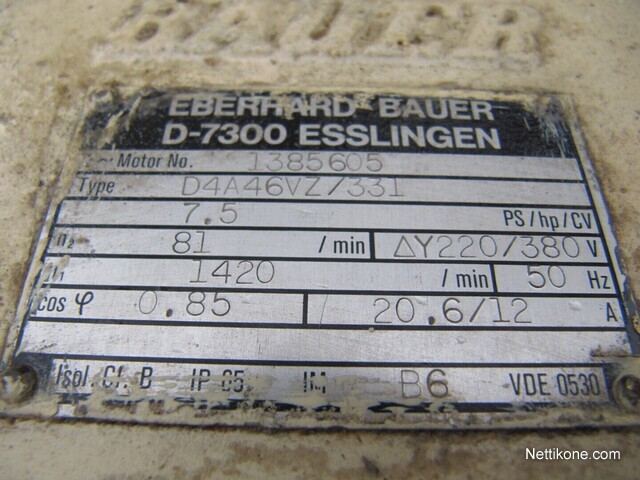 BAUER
EBERHARD BAUER
D-7300 ESSLINGEN
~ Motor No. 1385605
Type D4A46VZ/331
7.5 PS/hp/CV
n₂ 81 / min ΔY220/380 V
n₁ 1420 / min 50 Hz
cos φ 0.85 20.6/12 A
Isol. Cl. B IP 65 IM B6 VDE 0530
Nettikone.com